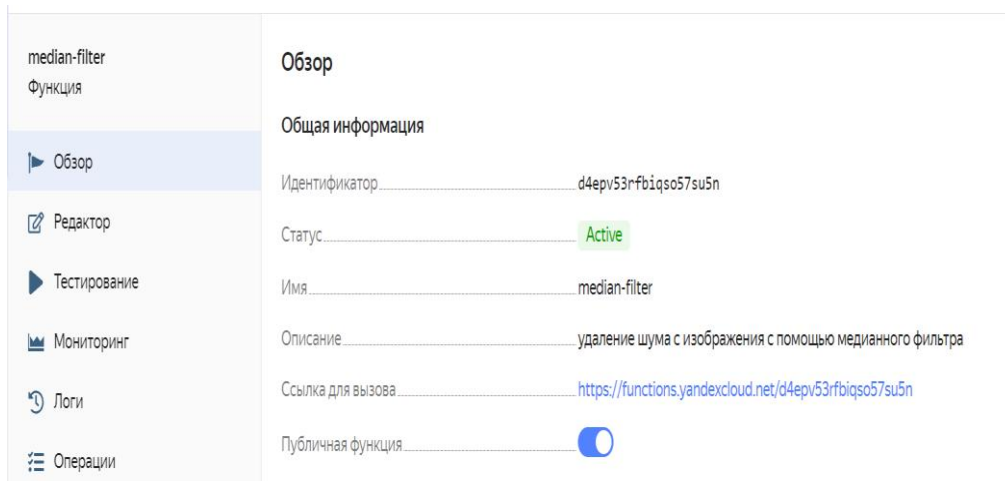 median-filter
Функция
Обзор
Редактор
Тестирование
Мониторинг
Логи
Операции
Обзор
Общая информация
Идентификатор d4epv53rfbiqso57su5n
Статус Active
Имя median-filter
Описание удаление шума с изображения с помощью медианного фильтра
Ссылка для вызова https://functions.yandexcloud.net/d4epv53rfbiqso57su5n
Публичная функция